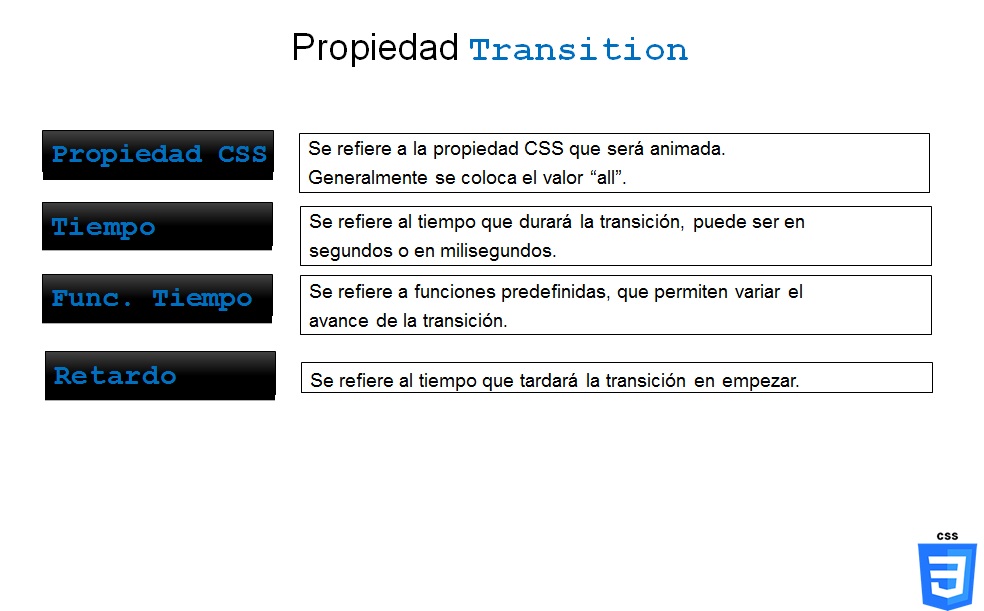 Propiedad Transition
Propiedad CSS
Se refiere a la propiedad CSS que será animada.
Generalmente se coloca el valor “all”.
Tiempo
Se refiere al tiempo que durará la transición, puede ser en
segundos o en milisegundos.
Func. Tiempo
Se refiere a funciones predefinidas, que permiten variar el
avance de la transición.
Retardo
Se refiere al tiempo que tardará la transición en empezar.
CSS
3